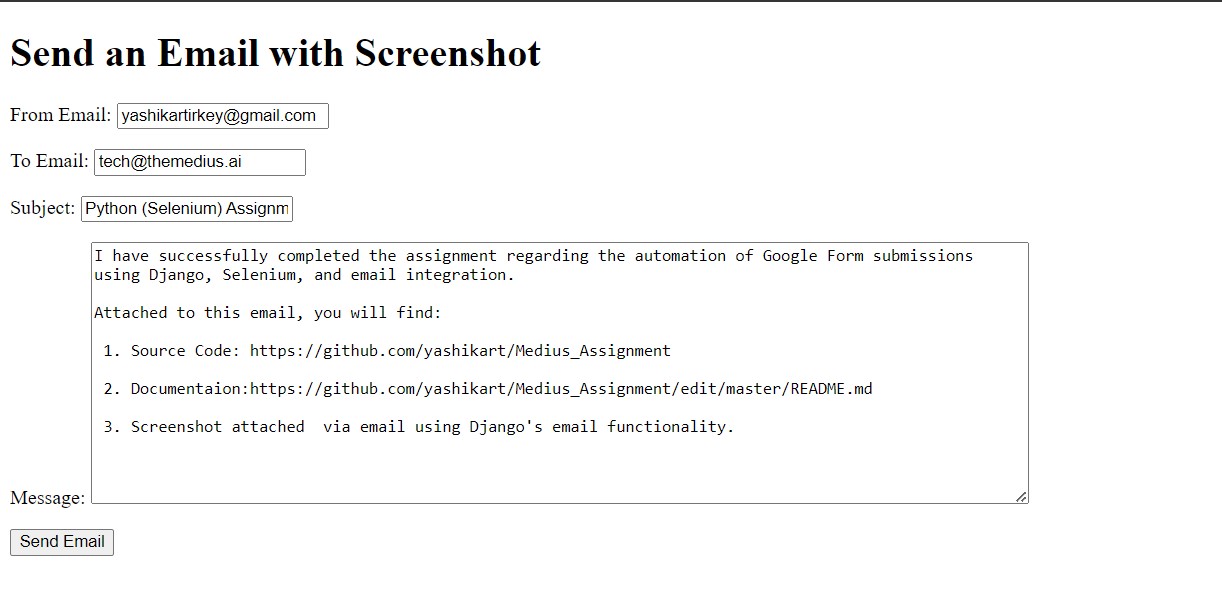 Send an Email with Screenshot
From Email: yashikartirkey@gmail.com
To Email: tech@themedius.ai
Subject: Python (Selenium) Assignm
I have successfully completed the assignment regarding the automation of Google Form submissions
using Django, Selenium, and email integration.
Attached to this email, you will find:
1. Source Code: https://github.com/yashikart/Medius_Assignment
2. Documentaion:https://github.com/yashikart/Medius_Assignment/edit/master/README.md
3. Screenshot attached  via email using Django's email functionality.
Message:
Send Email